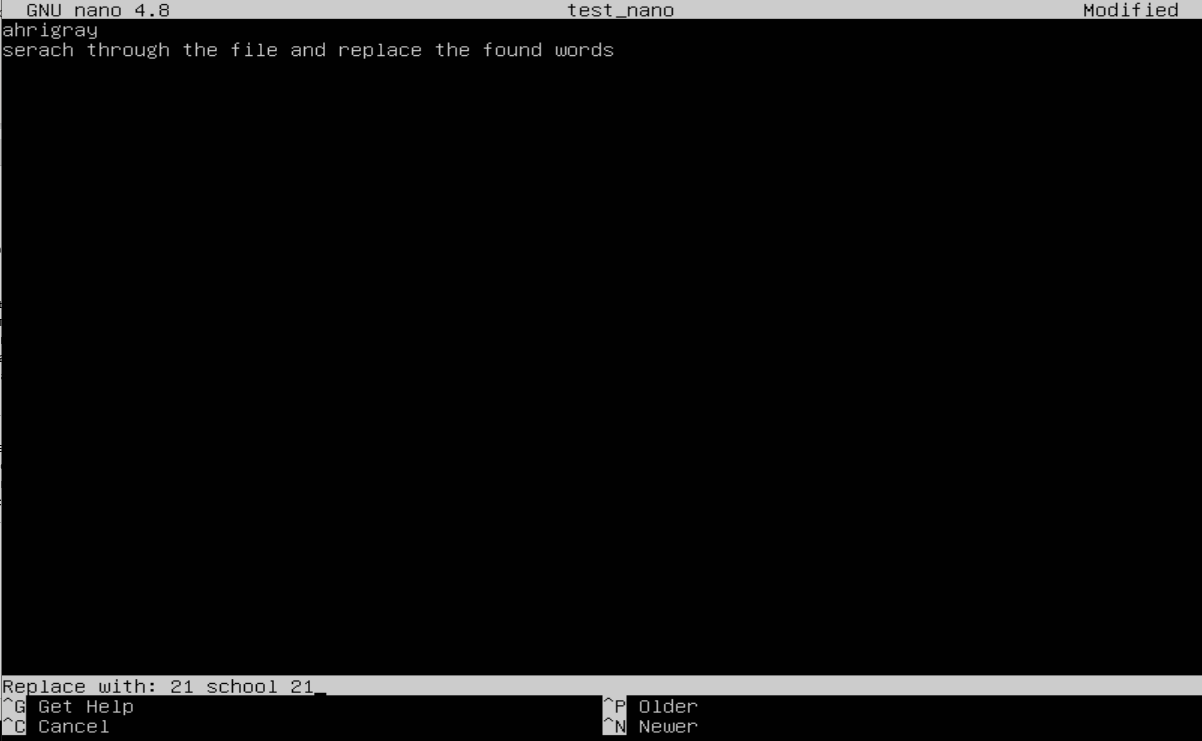 GNU nano 4.8 test_nano Modified
ahrigray
serach through the file and replace the found words
Replace with: 21 school 21_
^G Get Help ^P Older
^C Cancel ^N Newer